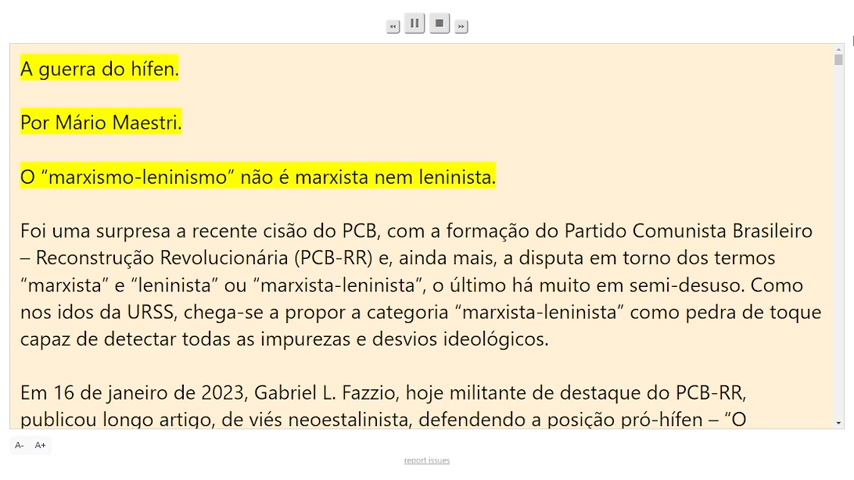 A guerra do hífen.
Por Mário Maestri.
O “marxismo-leninismo” não é marxista nem leninista.
Foi uma surpresa a recente cisão do PCB, com a formação do Partido Comunista Brasileiro
– Reconstrução Revolucionária (PCB-RR) e, ainda mais, a disputa em torno dos termos
“marxista” e “leninista” ou “marxista-leninista”, o último há muito em semi-desuso. Como
nos idos da URSS, chega-se a propor a categoria “marxista-leninista” como pedra de toque
capaz de detectar todas as impurezas e desvios ideológicos.
Em 16 de janeiro de 2023, Gabriel L. Fazzio, hoje militante de destaque do PCB-RR,
publicou longo artigo, de viés neoestalinista, defendendo a posição pró-hífen – “O
A- A+
report issues